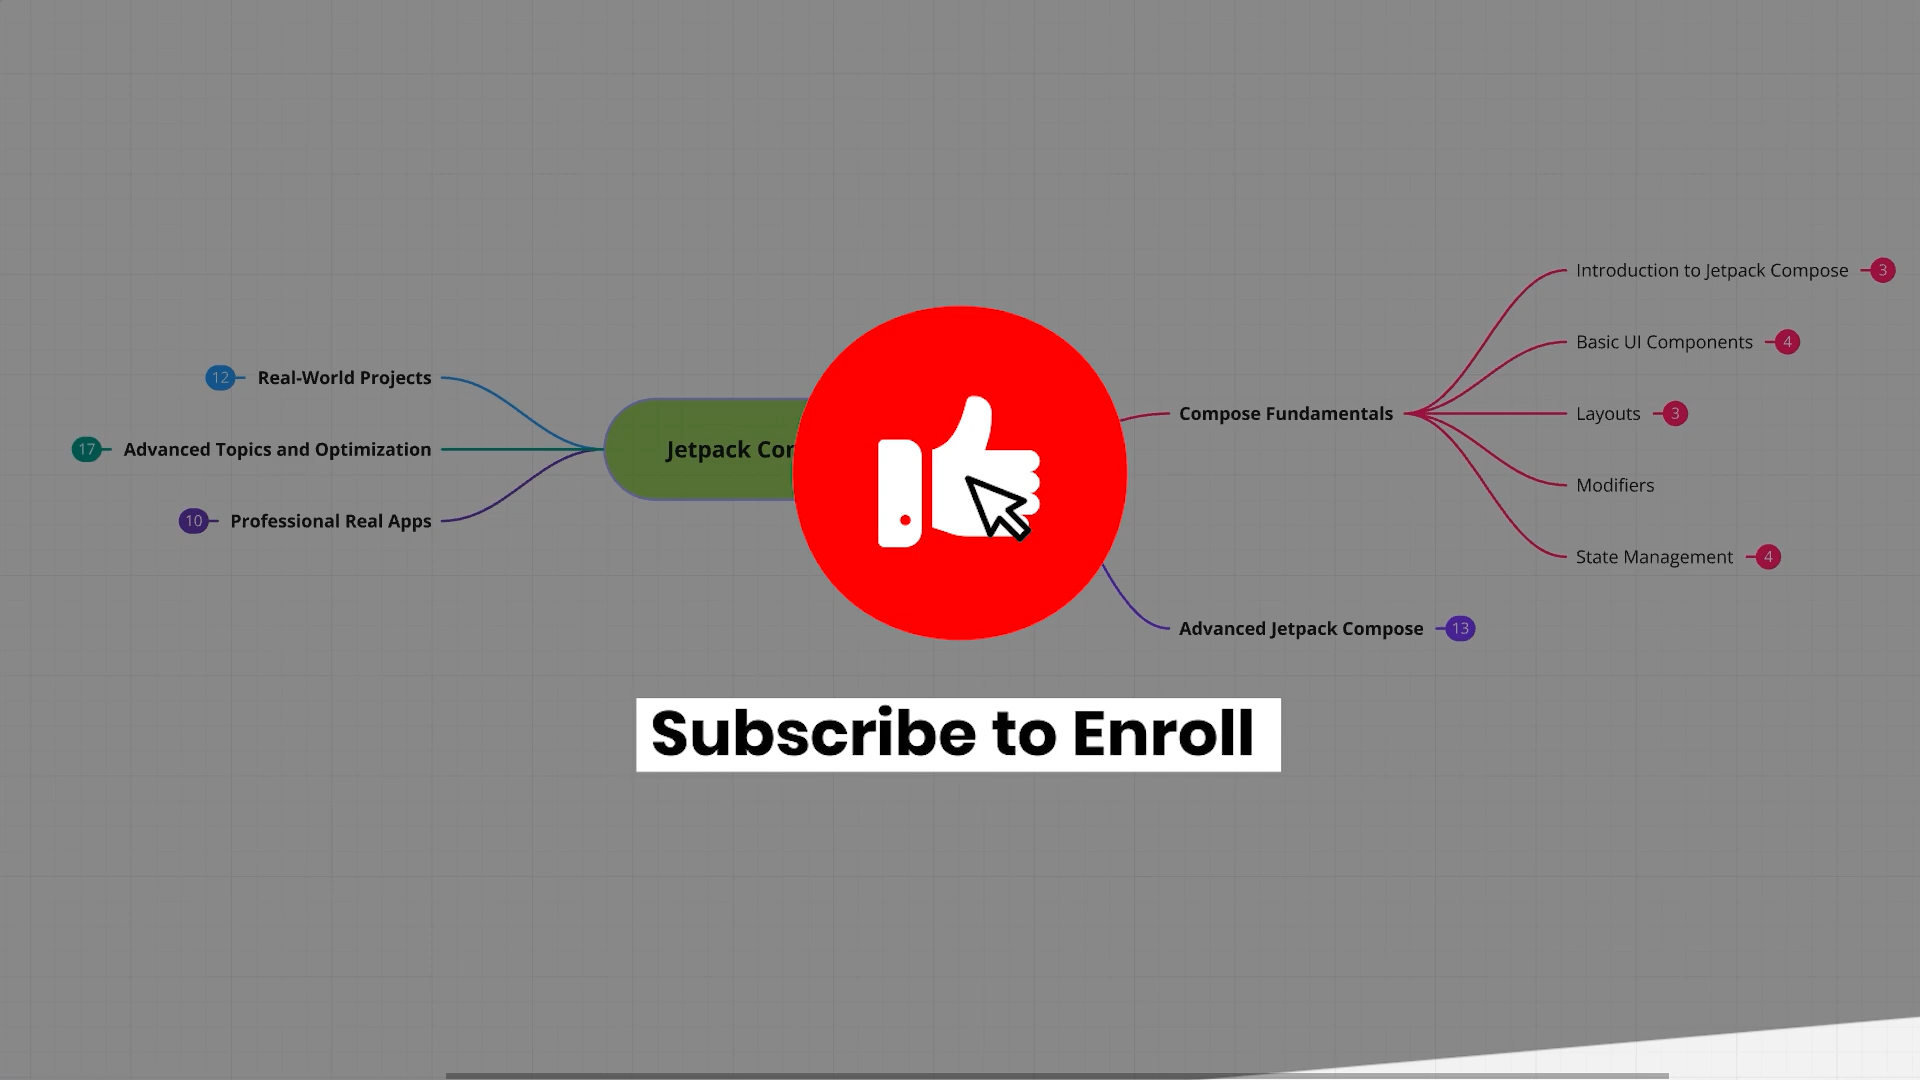 12
Real-World Projects
17
Advanced Topics and Optimization
10
Professional Real Apps
Jetpack
Compose Fundamentals
Introduction to Jetpack Compose
3
Basic UI Components
4
Layouts
3
Modifiers
State Management
4
Advanced Jetpack Compose
13
Subscribe to Enroll